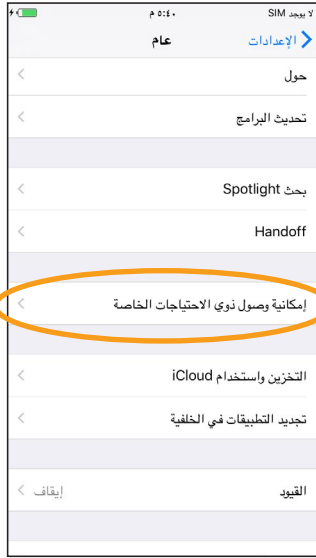 لا يوجد SIM ٥:٤٠ م
الإعدادات عام
حول
تحديث البرامج
بحث Spotlight
Handoff
إمكانية وصول ذوي الاحتياجات الخاصة
التخزين واستخدام iCloud
تجديد التطبيقات في الخلفية
القيود إيقاف